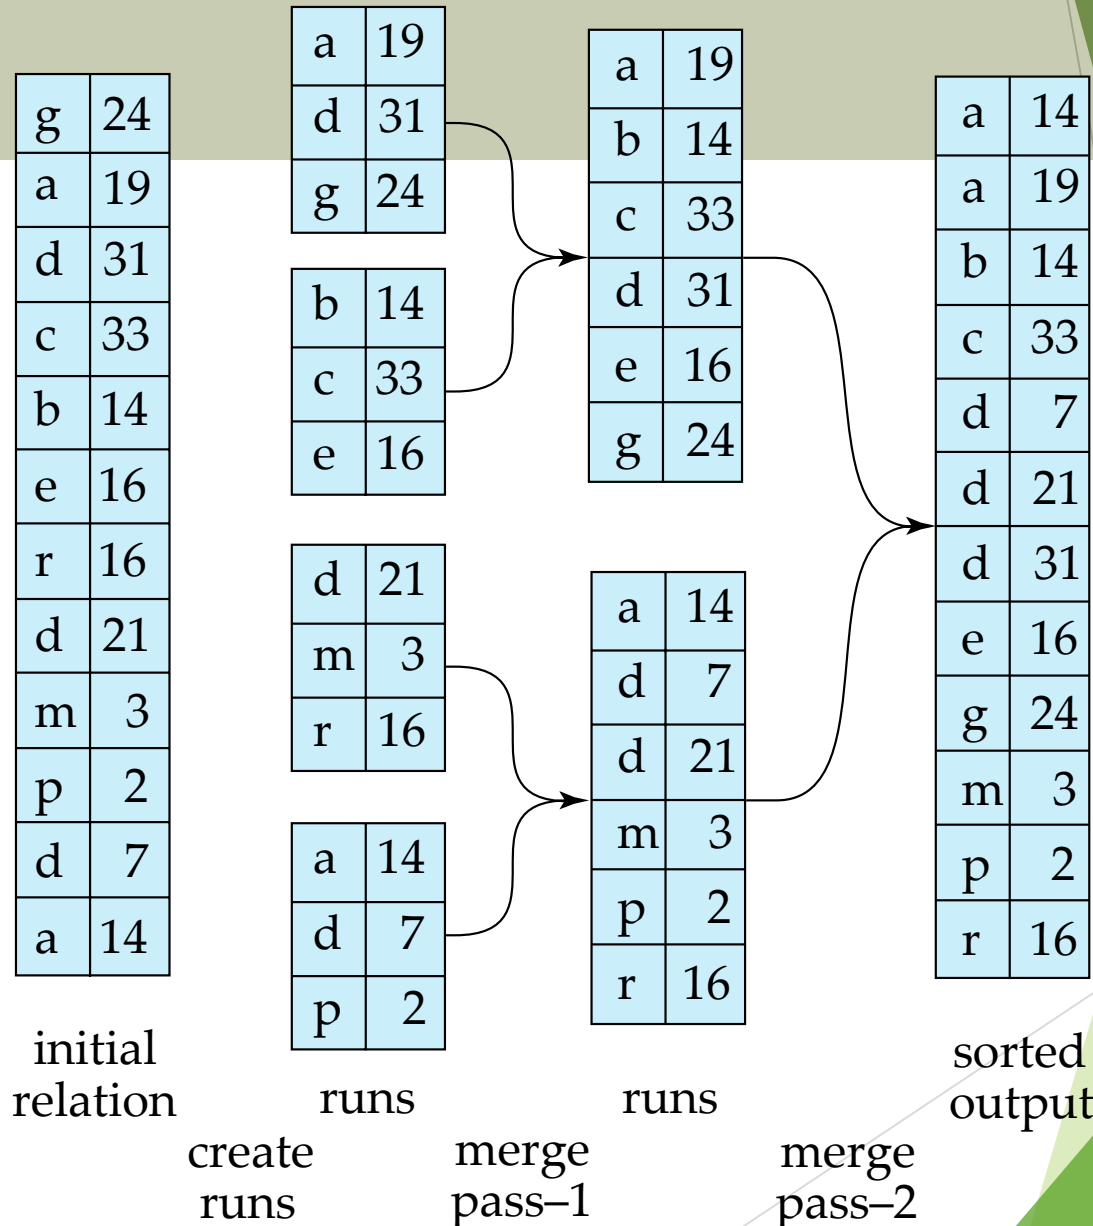 g 24
a 19
d 31
c 33
b 14
e 16
r 16
d 21
m 3
p 2
d 7
a 14
initial
relation
a 19
d 31
g 24
b 14
c 33
e 16
d 21
m 3
r 16
a 14
d 7
p 2
runs
a 19
b 14
c 33
d 31
e 16
g 24
a 14
d 7
d 21
m 3
p 2
r 16
runs
a 14
a 19
b 14
c 33
d 7
d 21
d 31
e 16
g 24
m 3
p 2
r 16
sorted
output
create
runs
merge
pass–1
merge
pass–2